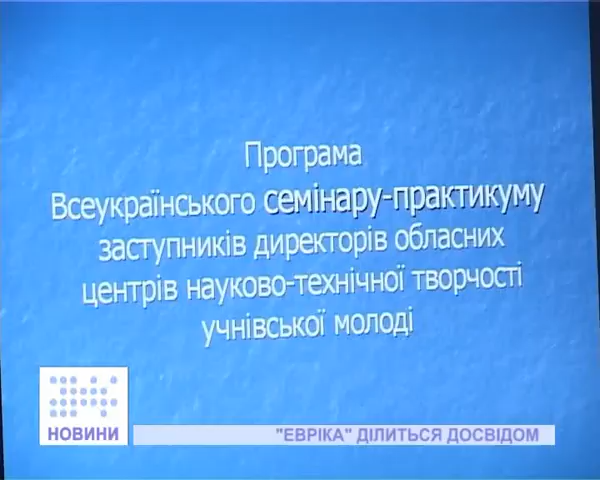 Програма
Всеукраїнського семінару-практикуму
заступників директорів обласних
центрів науково-технічної творчості
учнівської молоді
НОВИНИ
"ЕВРІКА" ДІЛИТЬСЯ ДОСВІДОМ